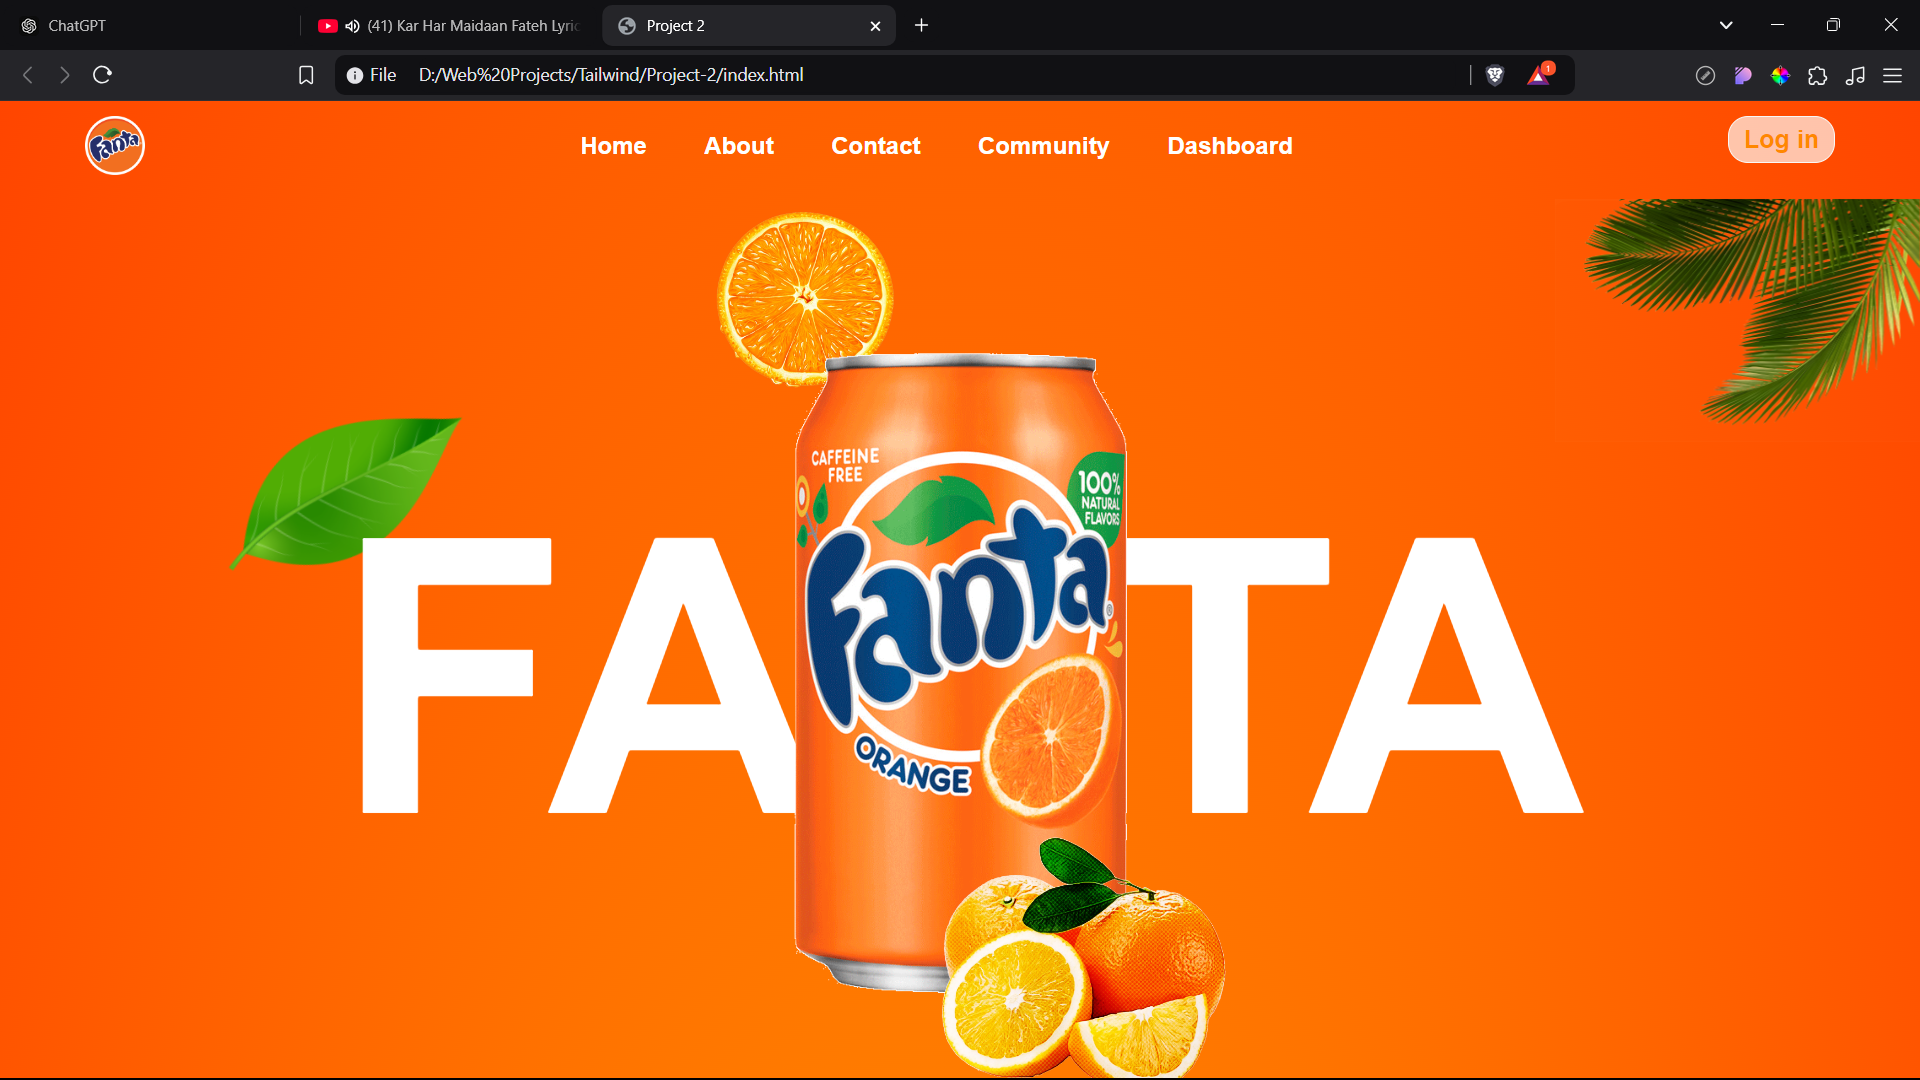 ChatGPT
(41) Kar Har Maidaan Fateh Lyric
Project 2
File D:/Web%20Projects/Tailwind/Project-2/index.html
1
Fanta
Home About Contact Community Dashboard
Log in
CAFFEINE
FREE
100%
NATURAL
FLAVORS
Fanta®
ORANGE
FA TA